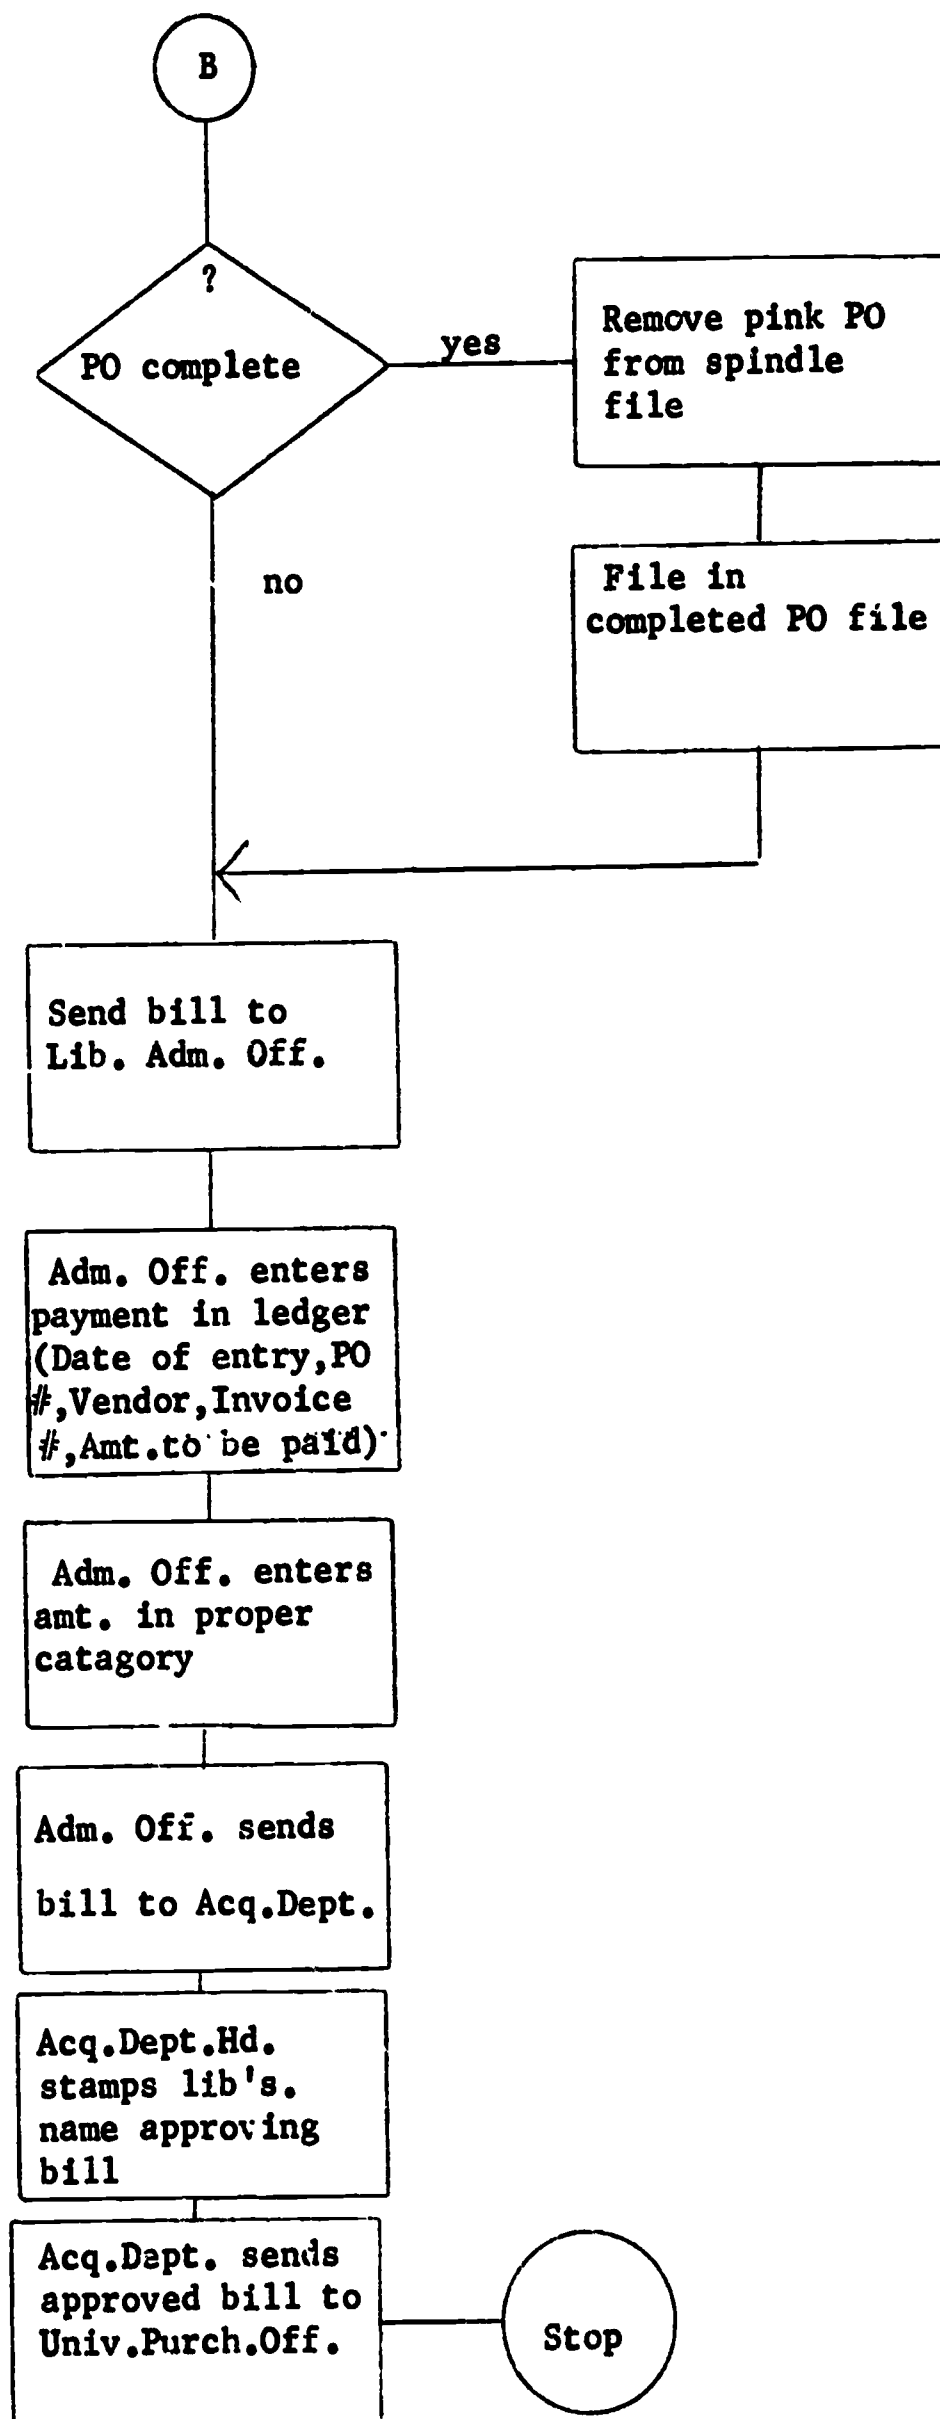 B
?
PO complete
yes
Remove pink PO
from spindle
file
no
File in
completed PO file
Send bill to
Lib. Adm. Off.
Adm. Off. enters
payment in ledger
(Date of entry,PO
#,Vendor,Invoice
#,Amt.to be paid)
Adm. Off. enters
amt. in proper
catagory
Adm. Off. sends
bill to Acq.Dept.
Acq.Dept.Hd.
stamps lib's.
name approving
bill
Acq.Dept. sends
approved bill to
Univ.Purch.Off.
Stop